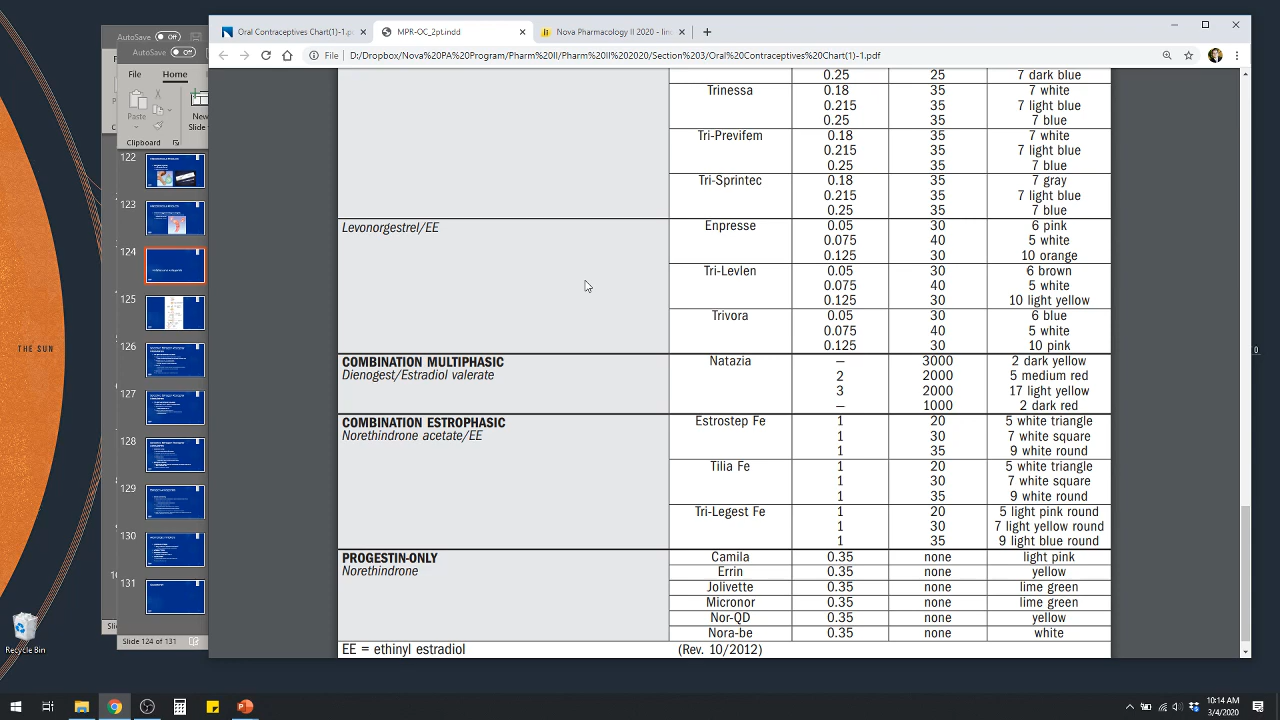 THE SUN
Recycle Bin
AutoSave Off
AutoSave Off
File Home
Paste
New
Slide
Clipboard
122
123
124
125
126
127
128
129
130
131
Slide 124 of 131
Oral Contraceptives Chart(1)-1.p
MPR-OC_2pt.indd
Nova Pharmacology II 2020 - lin
File D:/Dropbox/Nova%20PA%20Program/Pharm%20II/Pharm%20II%202020/Section%203/Oral%20Contraceptives%20Chart(1)-1.pdf
0.25 25 7 dark blue
Trinessa 0.18 35 7 white
0.215 35 7 light blue
0.25 35 7 blue
Tri-Previfem 0.18 35 7 white
0.215 35 7 light blue
0.25 35 7 blue
Tri-Sprintec 0.18 35 7 gray
0.215 35 7 light blue
0.25 35 7 blue
Levonorgestrel/EE Enpresse 0.05 30 6 pink
0.075 40 5 white
0.125 30 10 orange
Tri-Levlen 0.05 30 6 brown
0.075 40 5 white
0.125 30 10 light yellow
Trivora 0.05 30 6 blue
0.075 40 5 white
0.125 30 10 pink
COMBINATION MULTIPHASIC Natazia — 3000 2 dark yellow
Dienogest/Estradiol valerate 2 2000 5 medium red
3 2000 17 light yellow
— 1000 2 dark red
COMBINATION ESTROPHASIC Estrostep Fe 1 20 5 white triangle
Norethindrone acetate/EE 1 30 7 white square
1 35 9 white round
Tilia Fe 1 20 5 white triangle
1 30 7 white square
1 35 9 white round
Tri-Legest Fe 1 20 5 light pink round
1 30 7 light yellow round
1 35 9 light blue round
PROGESTIN-ONLY Camila 0.35 none light pink
Norethindrone Errin 0.35 none yellow
Jolivette 0.35 none lime green
Micronor 0.35 none lime green
Nor-QD 0.35 none yellow
Nora-be 0.35 none white
EE = ethinyl estradiol (Rev. 10/2012)
10:14 AM
3/4/2020